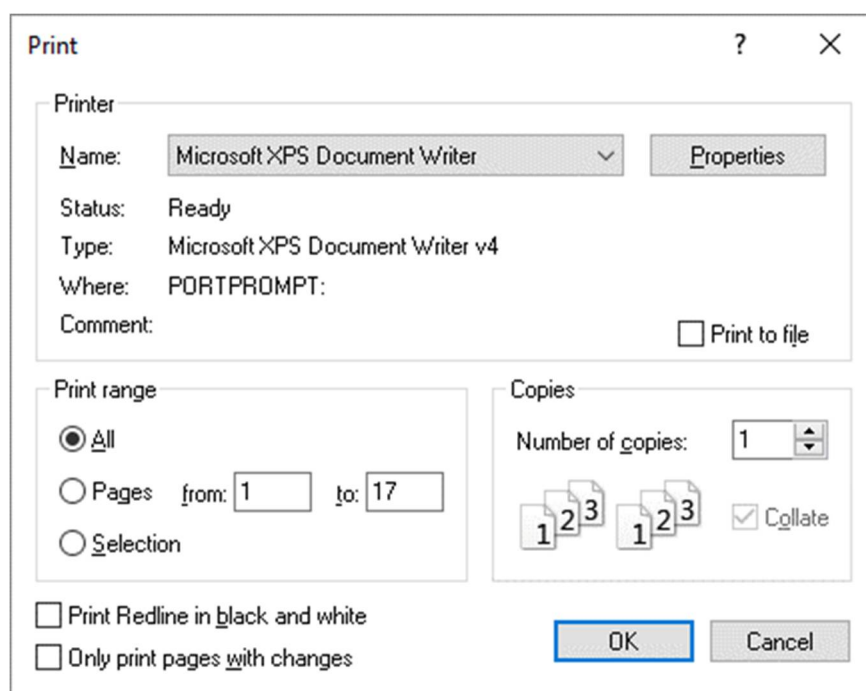 Print ?
Printer
Name: Microsoft XPS Document Writer Properties
Status: Ready
Type: Microsoft XPS Document Writer v4
Where: PORTPROMPT:
Comment:
Print to file
Print range
All
Pages from: 1 to: 17
Selection
Copies
Number of copies: 1
1 2 3 1 2 3 Collate
Print Redline in black and white
Only print pages with changes
OK Cancel